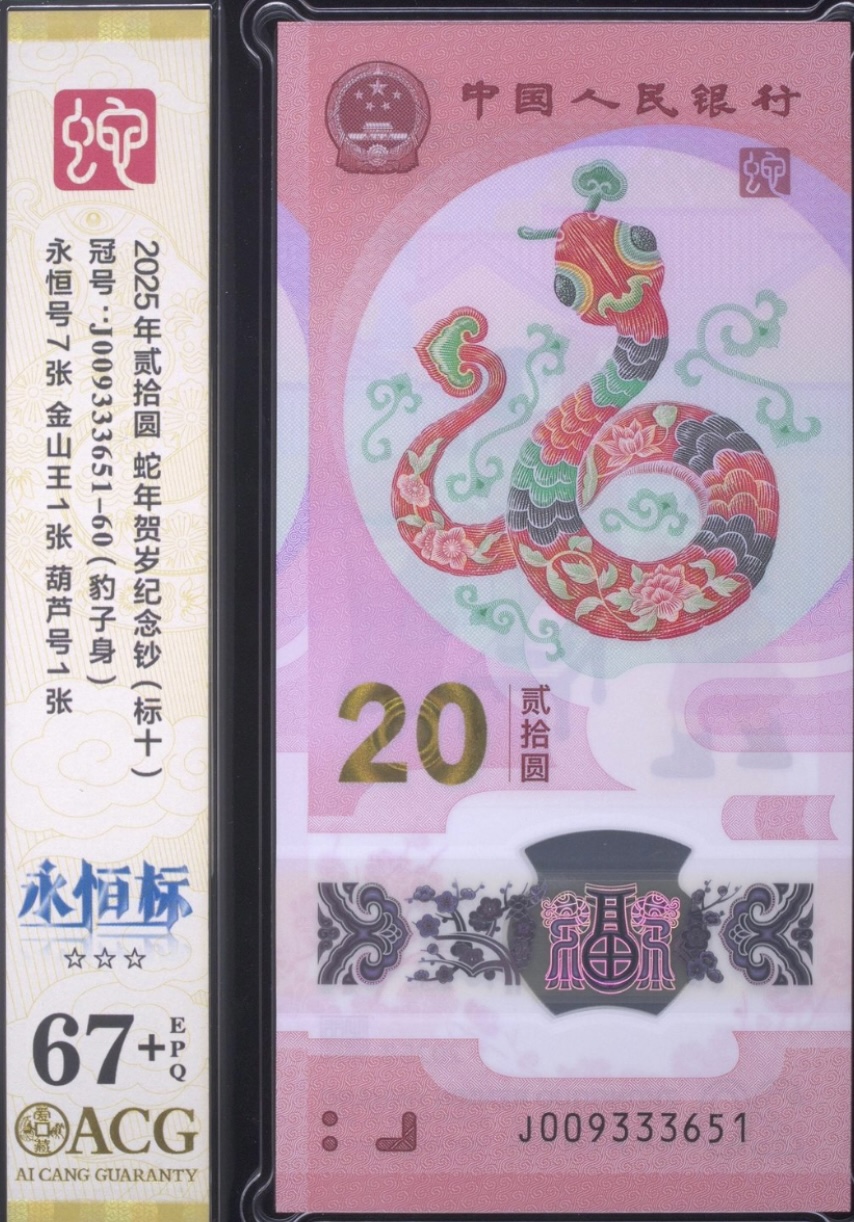 蛇
2025年贰拾圆 蛇年贺岁纪念钞(标十)
冠号:J009333651-60(豹子身)
永恒号7张 金山王1张 葫芦号1张
永恒标
☆☆☆
67+
EPQ
ACG
AI CANG GUARANTY
中国人民银行
蛇
20
贰拾圆
福
J009333651